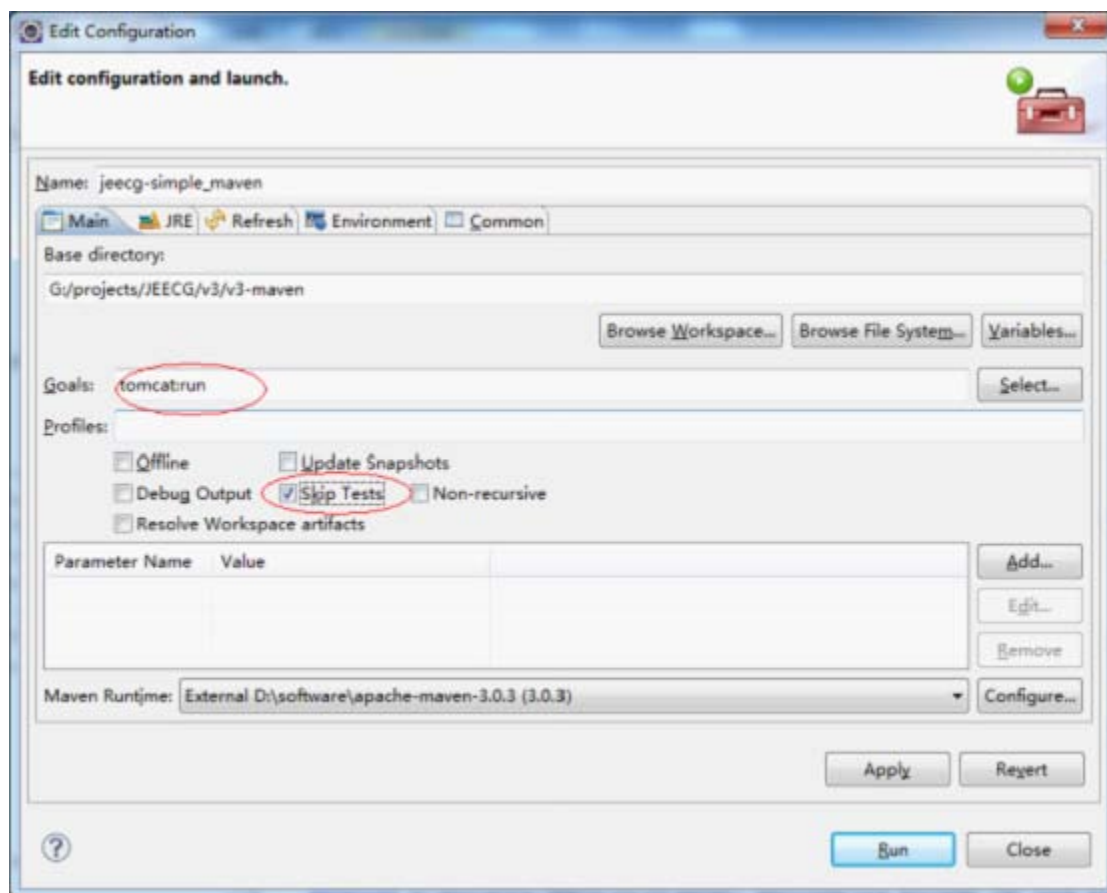 Edit Configuration
Edit configuration and launch.
Name: jeecg-simple_maven
Main JRE Refresh Environment Common
Base directory:
G:/projects/JEECG/v3/v3-maven
Browse Workspace... Browse File System... Variables...
Goals: tomcat:run Select...
Profiles:
Offline Update Snapshots
Debug Output Skip Tests Non-recursive
Resolve Workspace artifacts
Parameter Name Value Add...
Edit...
Remove
Maven Runtime: External D:\software\apache-maven-3.0.3 (3.0.3) Configure...
Apply Revert
? Run Close